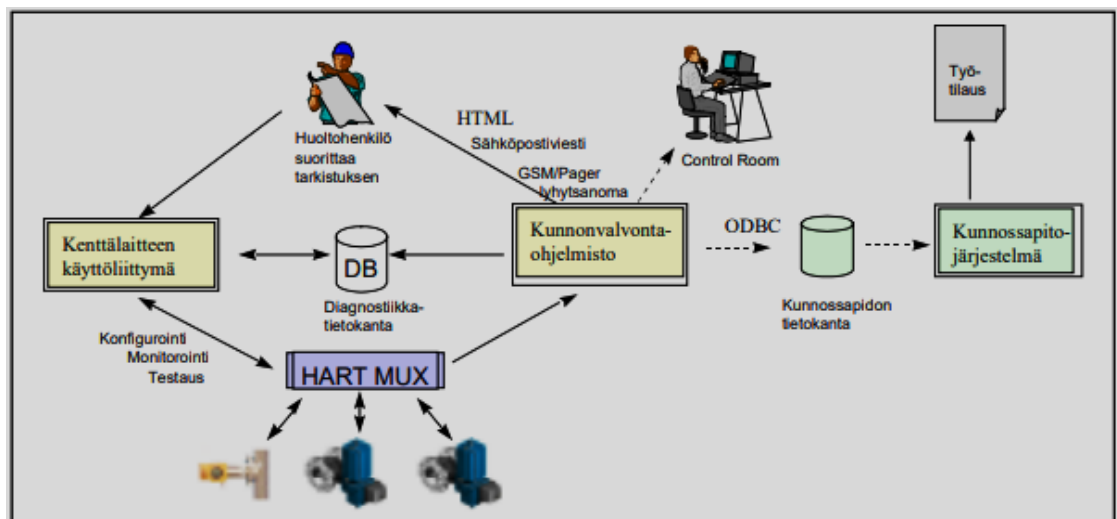 Työ-
tilaus
HTML
Sähköpostiviesti
Huoltohenkilö
suorittaa
tarkistuksen
Control Room
GSM/Pager
lyhytsanoma
Kenttälaitteen
käyttöliittymä
DB
Kunnonvalvonta-
ohjelmisto
ODBC
Kunnossapito-
järjestelmä
Diagnostiikka-
tietokanta
Kunnossapidon
tietokanta
Konfigurointi
Monitorointi
Testaus
HART MUX